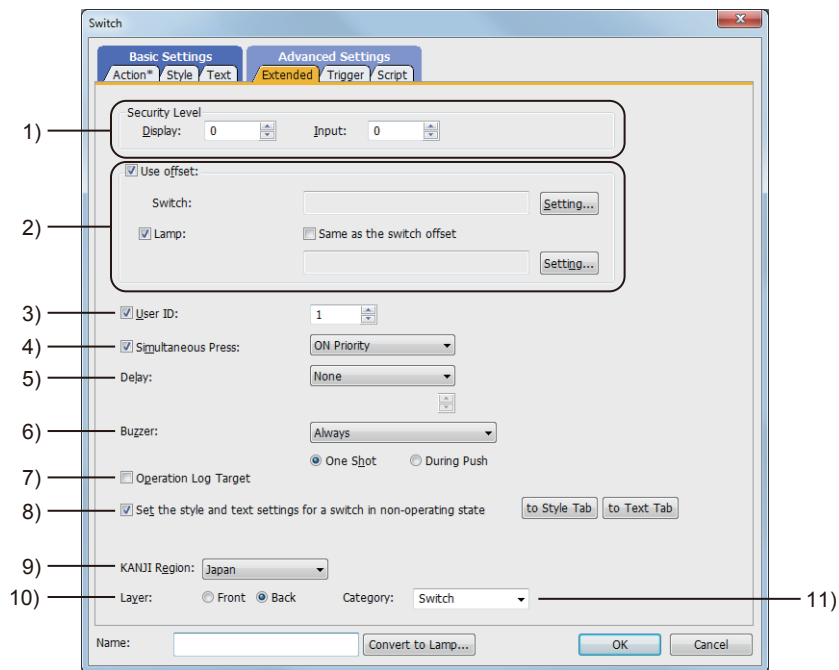 Switch
Basic Settings Advanced Settings
Action* Style Text Extended Trigger Script
1) Security Level
Display: 0 Input: 0
2) Use offset:
Switch: Setting...
Lamp: Same as the switch offset
Setting...
3) User ID: 1
4) Simultaneous Press: ON Priority
5) Delay: None
6) Buzzer: Always
One Shot During Push
7) Operation Log Target
8) Set the style and text settings for a switch in non-operating state to Style Tab to Text Tab
9) KANJI Region: Japan
10) Layer: Front Back Category: Switch 11)
Name: Convert to Lamp... OK Cancel